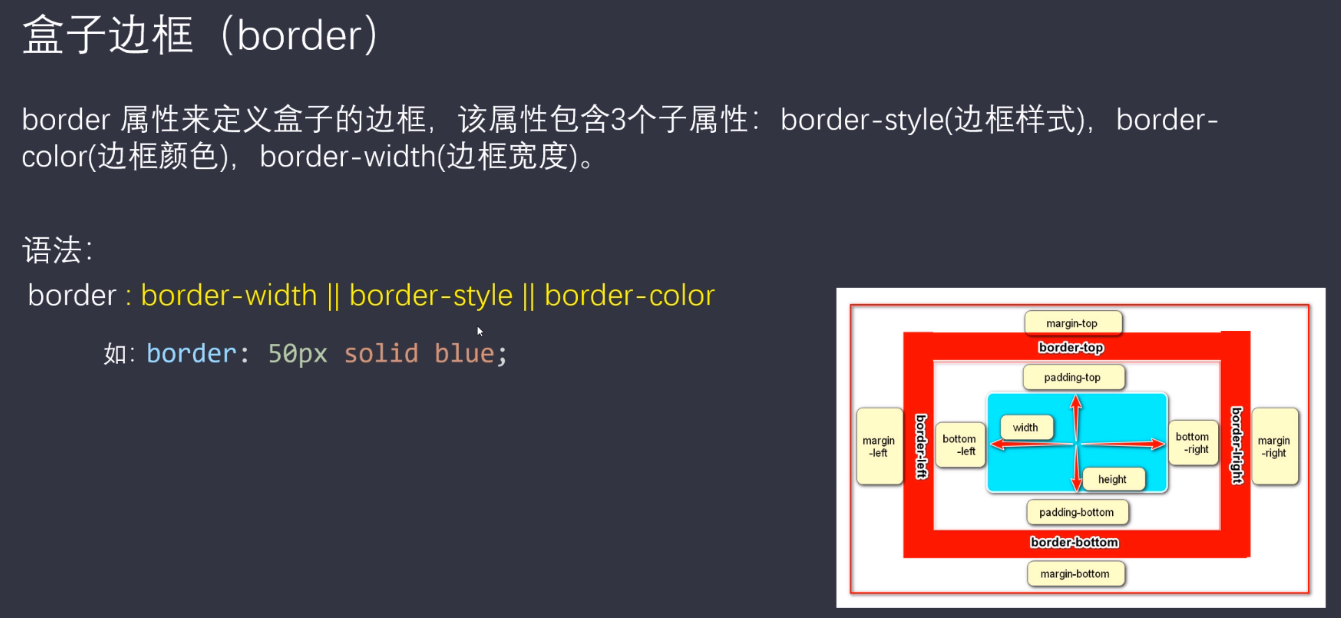 盒子边框（border）
border 属性来定义盒子的边框，该属性包含3个子属性：border-style(边框样式)，border-
color(边框颜色)，border-width(边框宽度)。
语法：
border : border-width || border-style || border-color
如：border: 50px solid blue;
margin-top
border-top
padding-top
margin
-left
border-left
bottom
-left
width
height
bottom
-right
border-lright
margin
-right
padding-bottom
border-bottom
margin-bottom